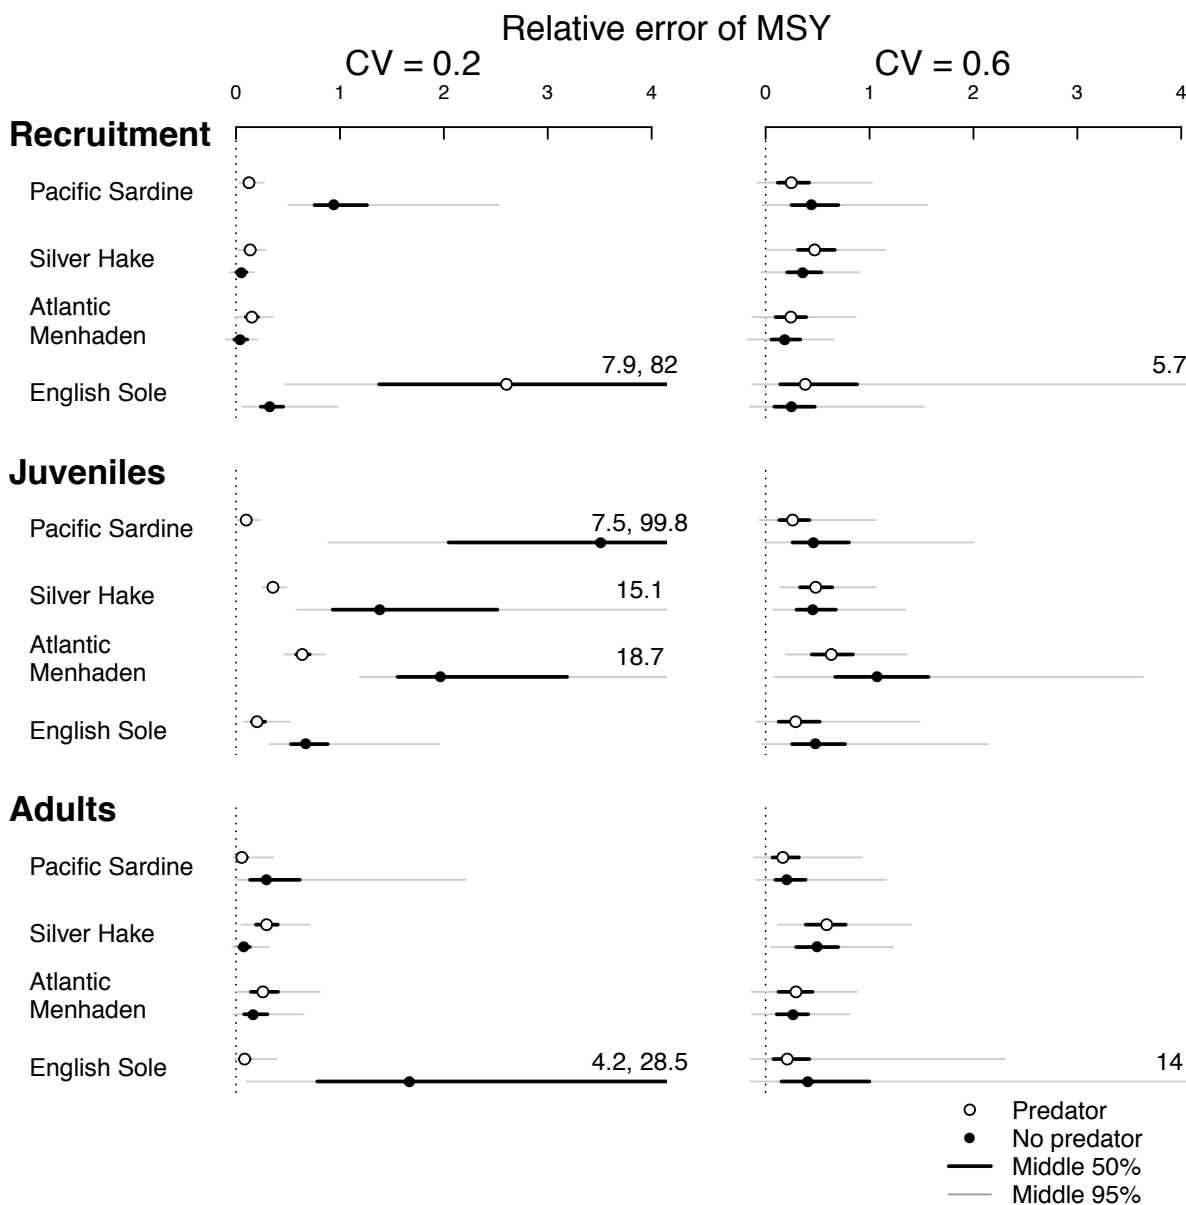 Relative error of MSY
CV = 0.2
CV = 0.6
0 1 2 3 4
0 1 2 3 4
Recruitment
Pacific Sardine
Silver Hake
Atlantic
Menhaden
7.9, 82
5.7
English Sole
Juveniles
Pacific Sardine
7.5, 99.8
Silver Hake
15.1
Atlantic
Menhaden
18.7
English Sole
Adults
Pacific Sardine
Silver Hake
Atlantic
Menhaden
English Sole
4.2, 28.5
14
Predator
No predator
Middle 50%
Middle 95%